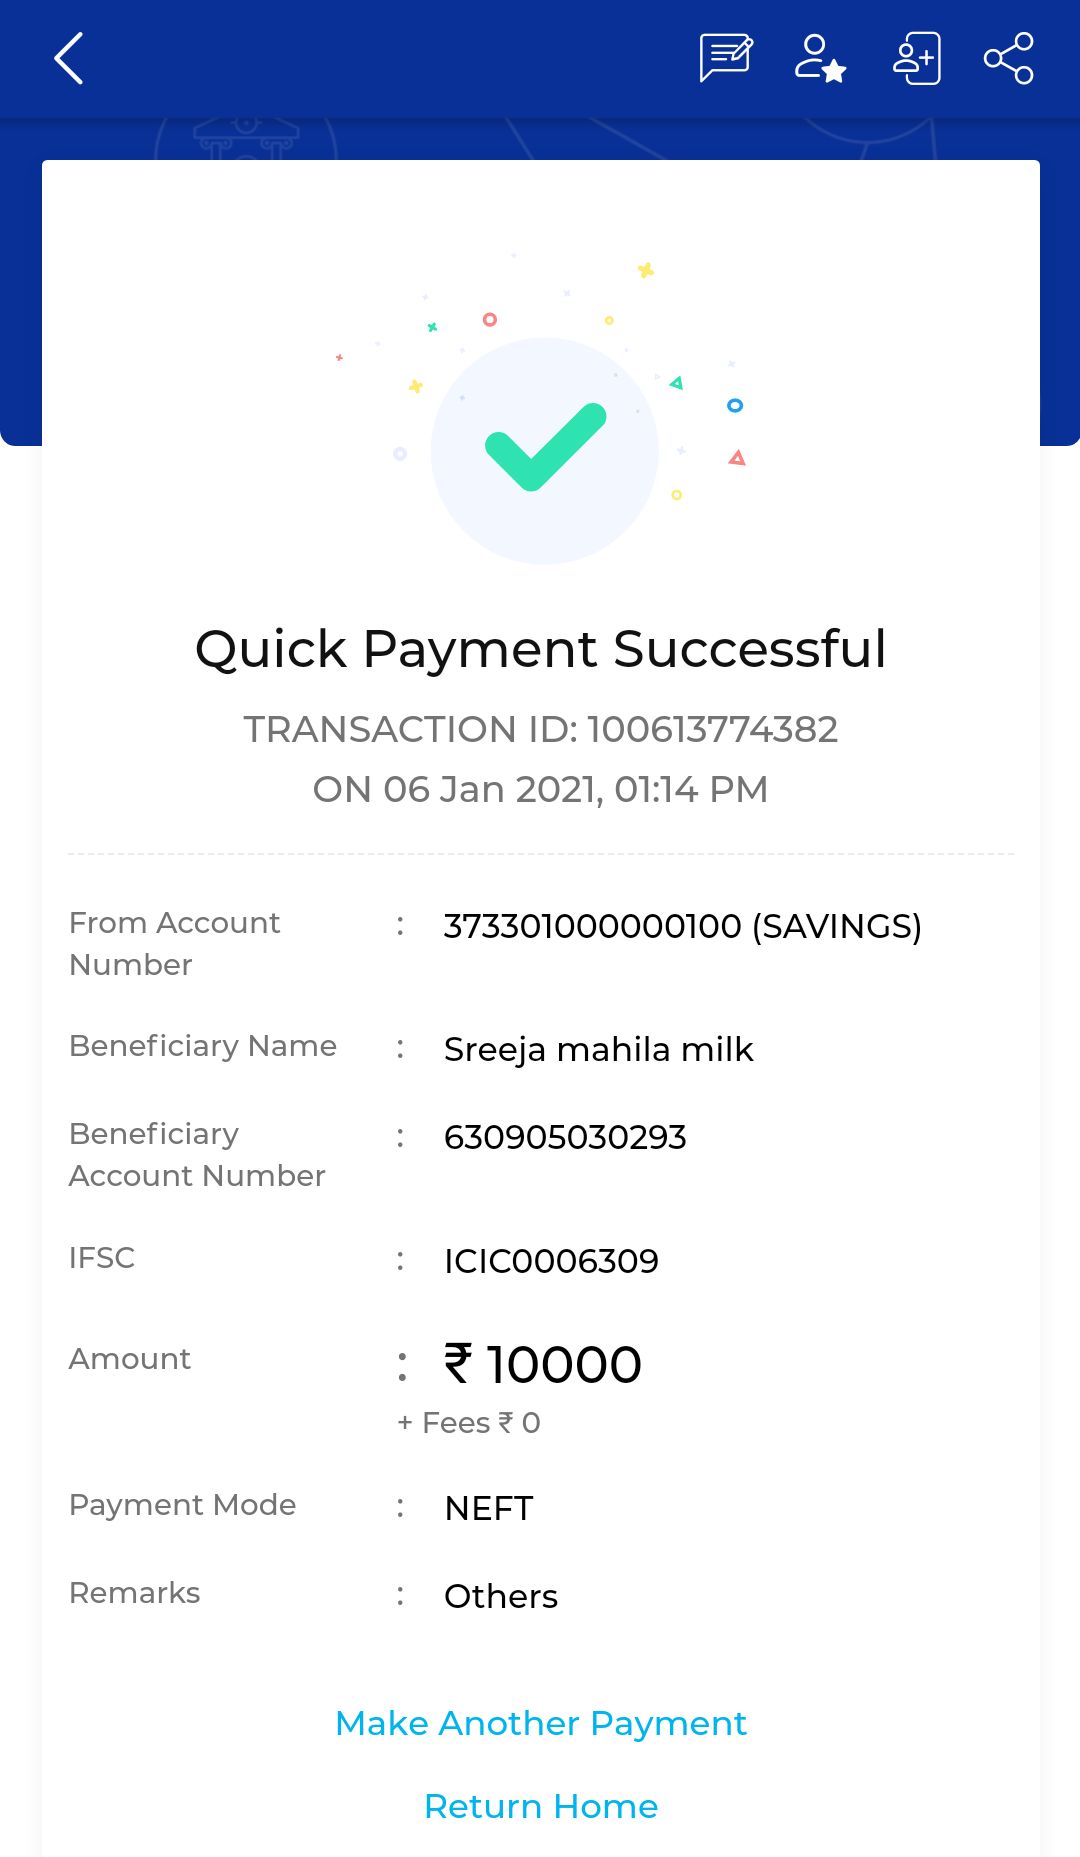 Quick Payment Successful
TRANSACTION ID: 100613774382
ON 06 Jan 2021, 01:14 PM
From Account Number : 373301000000100 (SAVINGS)
Beneficiary Name : Sreeja mahila milk
Beneficiary Account Number : 630905030293
IFSC : ICIC0006309
Amount : ₹ 10000
+ Fees ₹ 0
Payment Mode : NEFT
Remarks : Others
Make Another Payment
Return Home